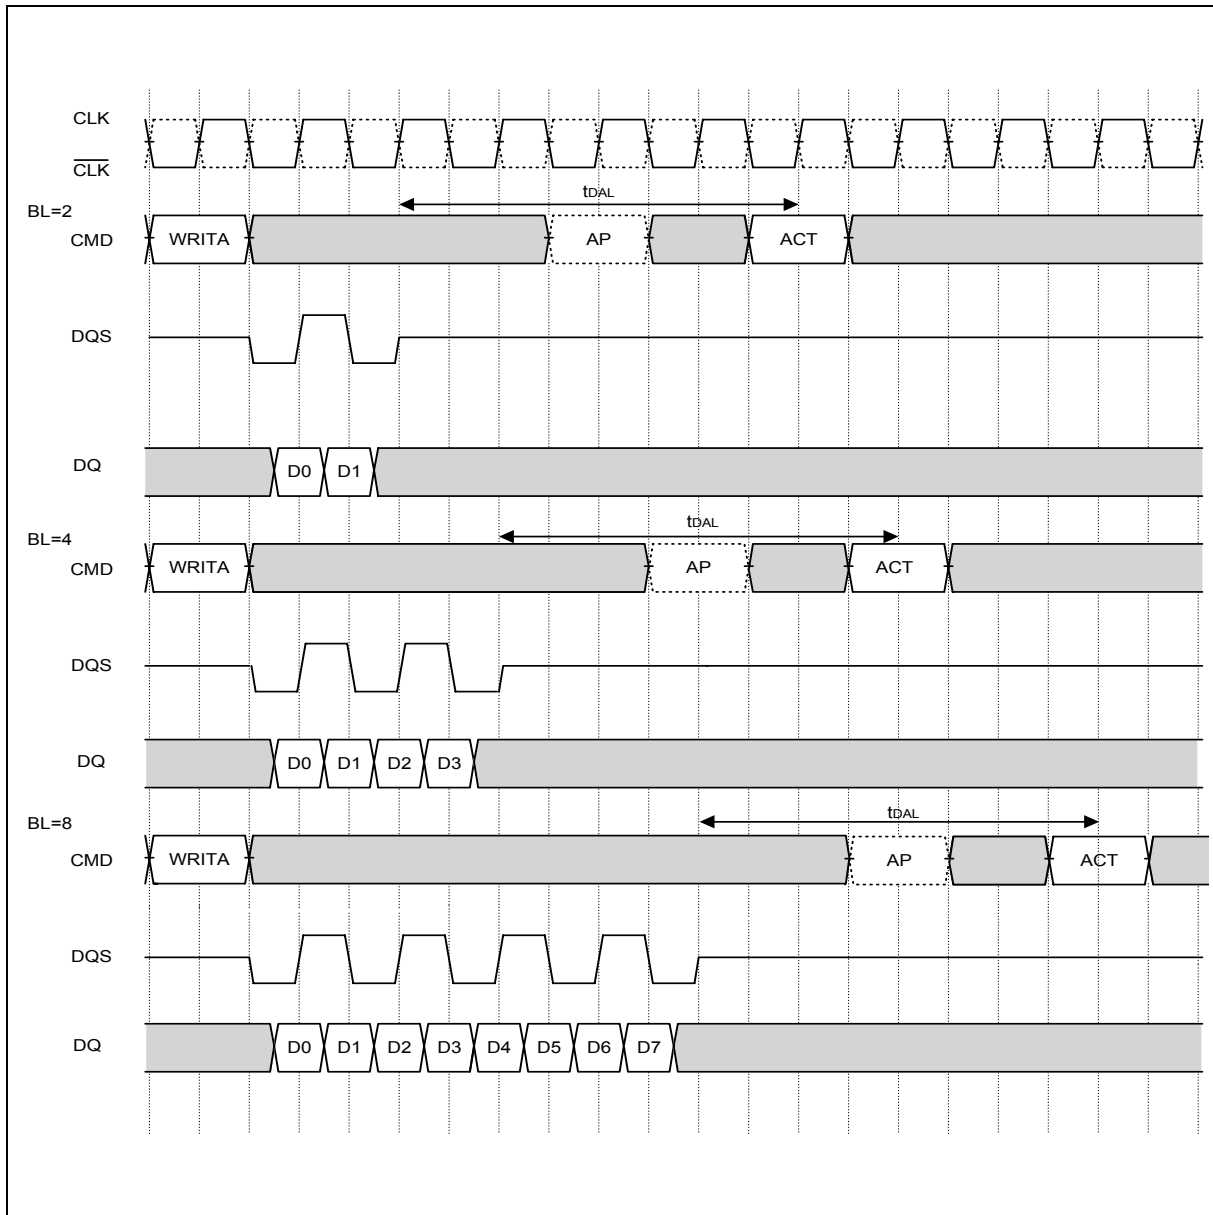 CLK
CLK
tDAL
BL=2
CMD WRITA AP ACT
DQS
DQ D0 D1
tDAL
BL=4
CMD WRITA AP ACT
DQS
DQ D0 D1 D2 D3
tDAL
BL=8
CMD WRITA AP ACT
DQS
DQ D0 D1 D2 D3 D4 D5 D6 D7